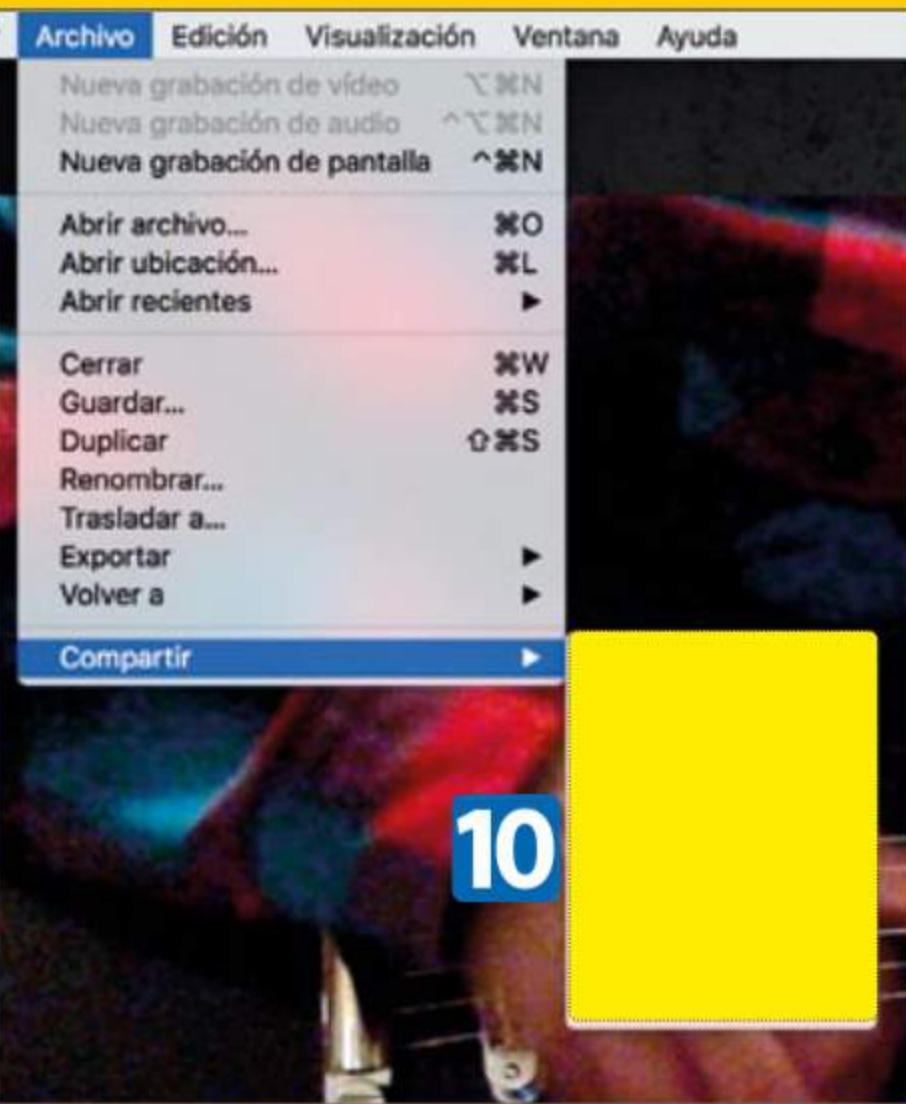 Archivo Edición Visualización Ventana Ayuda
Nueva grabación de vídeo ⌥⌘N
Nueva grabación de audio ^⌥⌘N
Nueva grabación de pantalla ^⌘N
Abrir archivo... ⌘O
Abrir ubicación... ⌘L
Abrir recientes ▶
Cerrar ⌘W
Guardar... ⌘S
Duplicar ⇧⌘S
Renombrar...
Trasladar a...
Exportar ▶
Volver a ▶
Compartir ▶
10